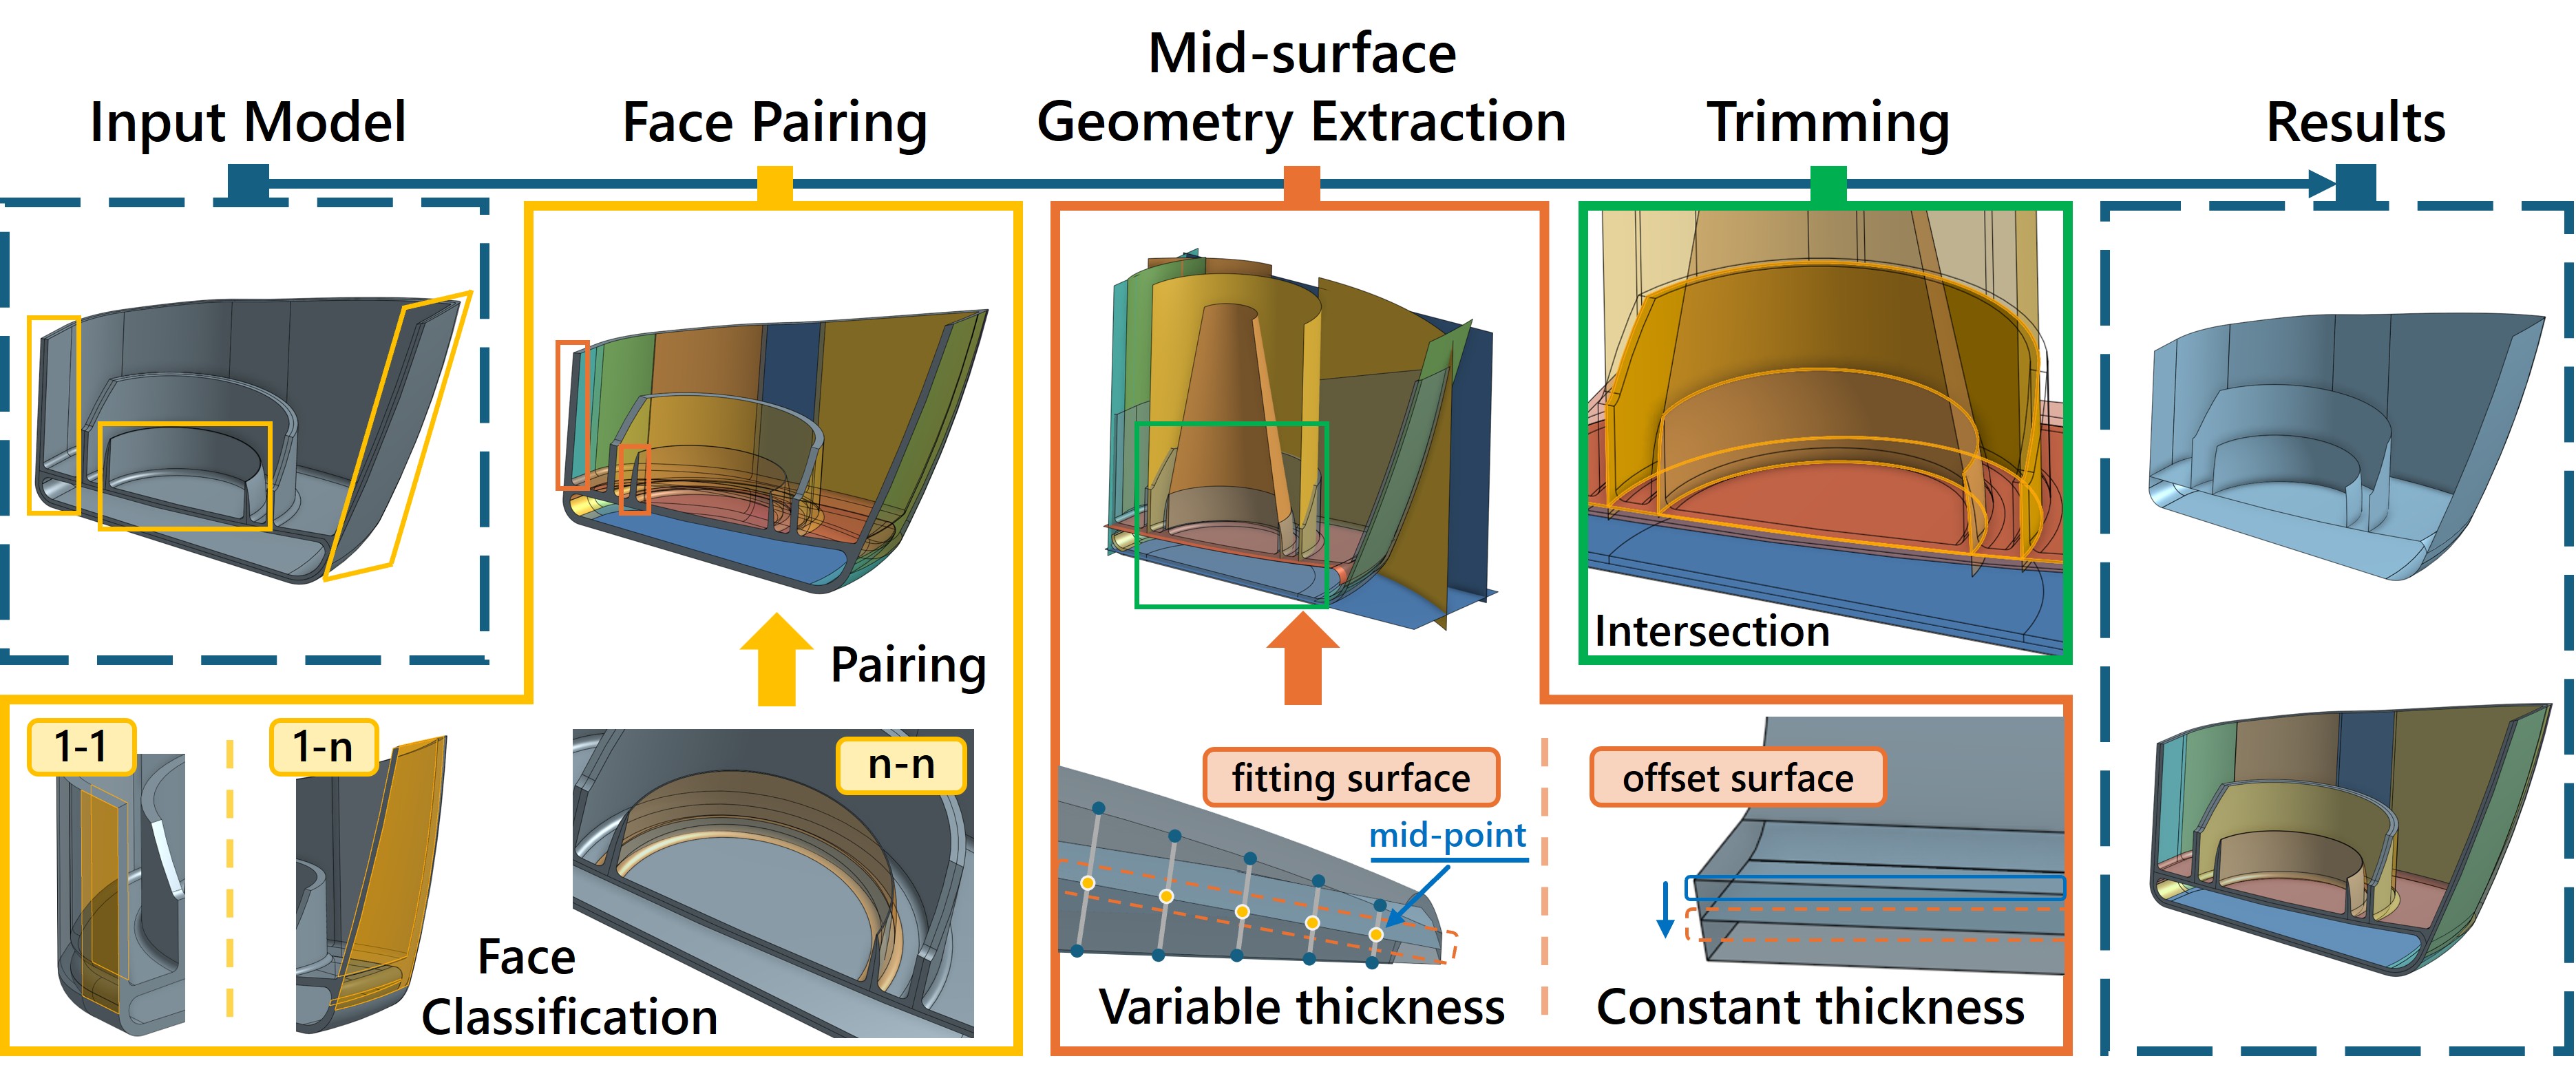 Input Model
Face Pairing
Mid-surface
Geometry Extraction
Trimming
Results
Pairing
1-1
1-n
n-n
Face
Classification
fitting surface
mid-point
Variable thickness
offset surface
Constant thickness
Intersection